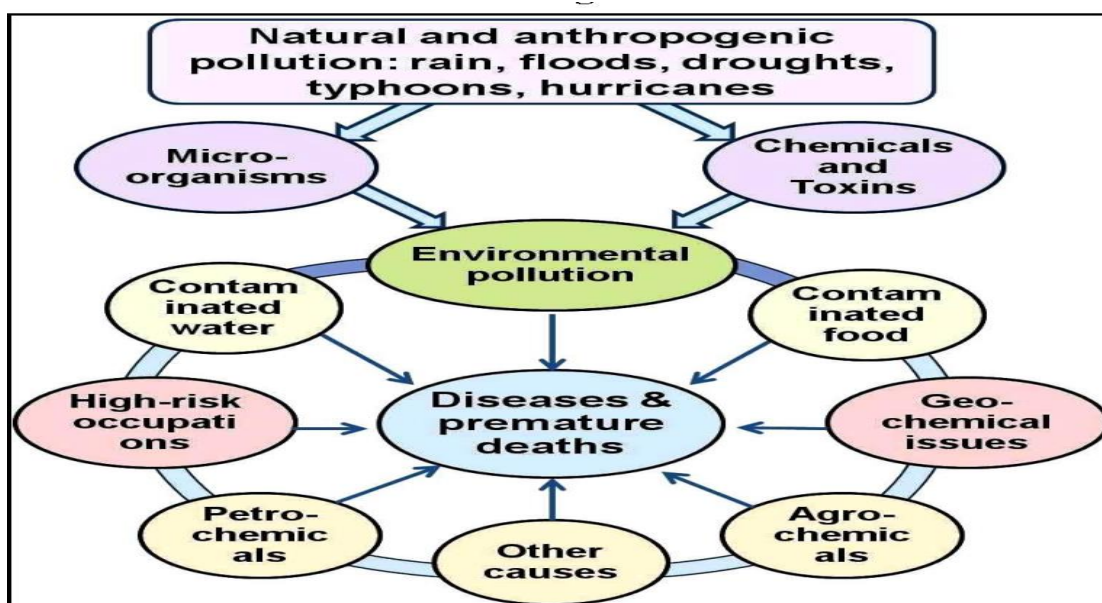 Natural and anthropogenic
pollution: rain, floods, droughts,
typhoons, hurricanes
Micro-
organisms
Chemicals
and
Toxins
Environmental
pollution
Contam
inated
water
Contam
inated
food
High-risk
occupati
ons
Diseases &
premature
deaths
Geo-
chemical
issues
Petro-
chemic
als
Other
causes
Agro-
chemic
als